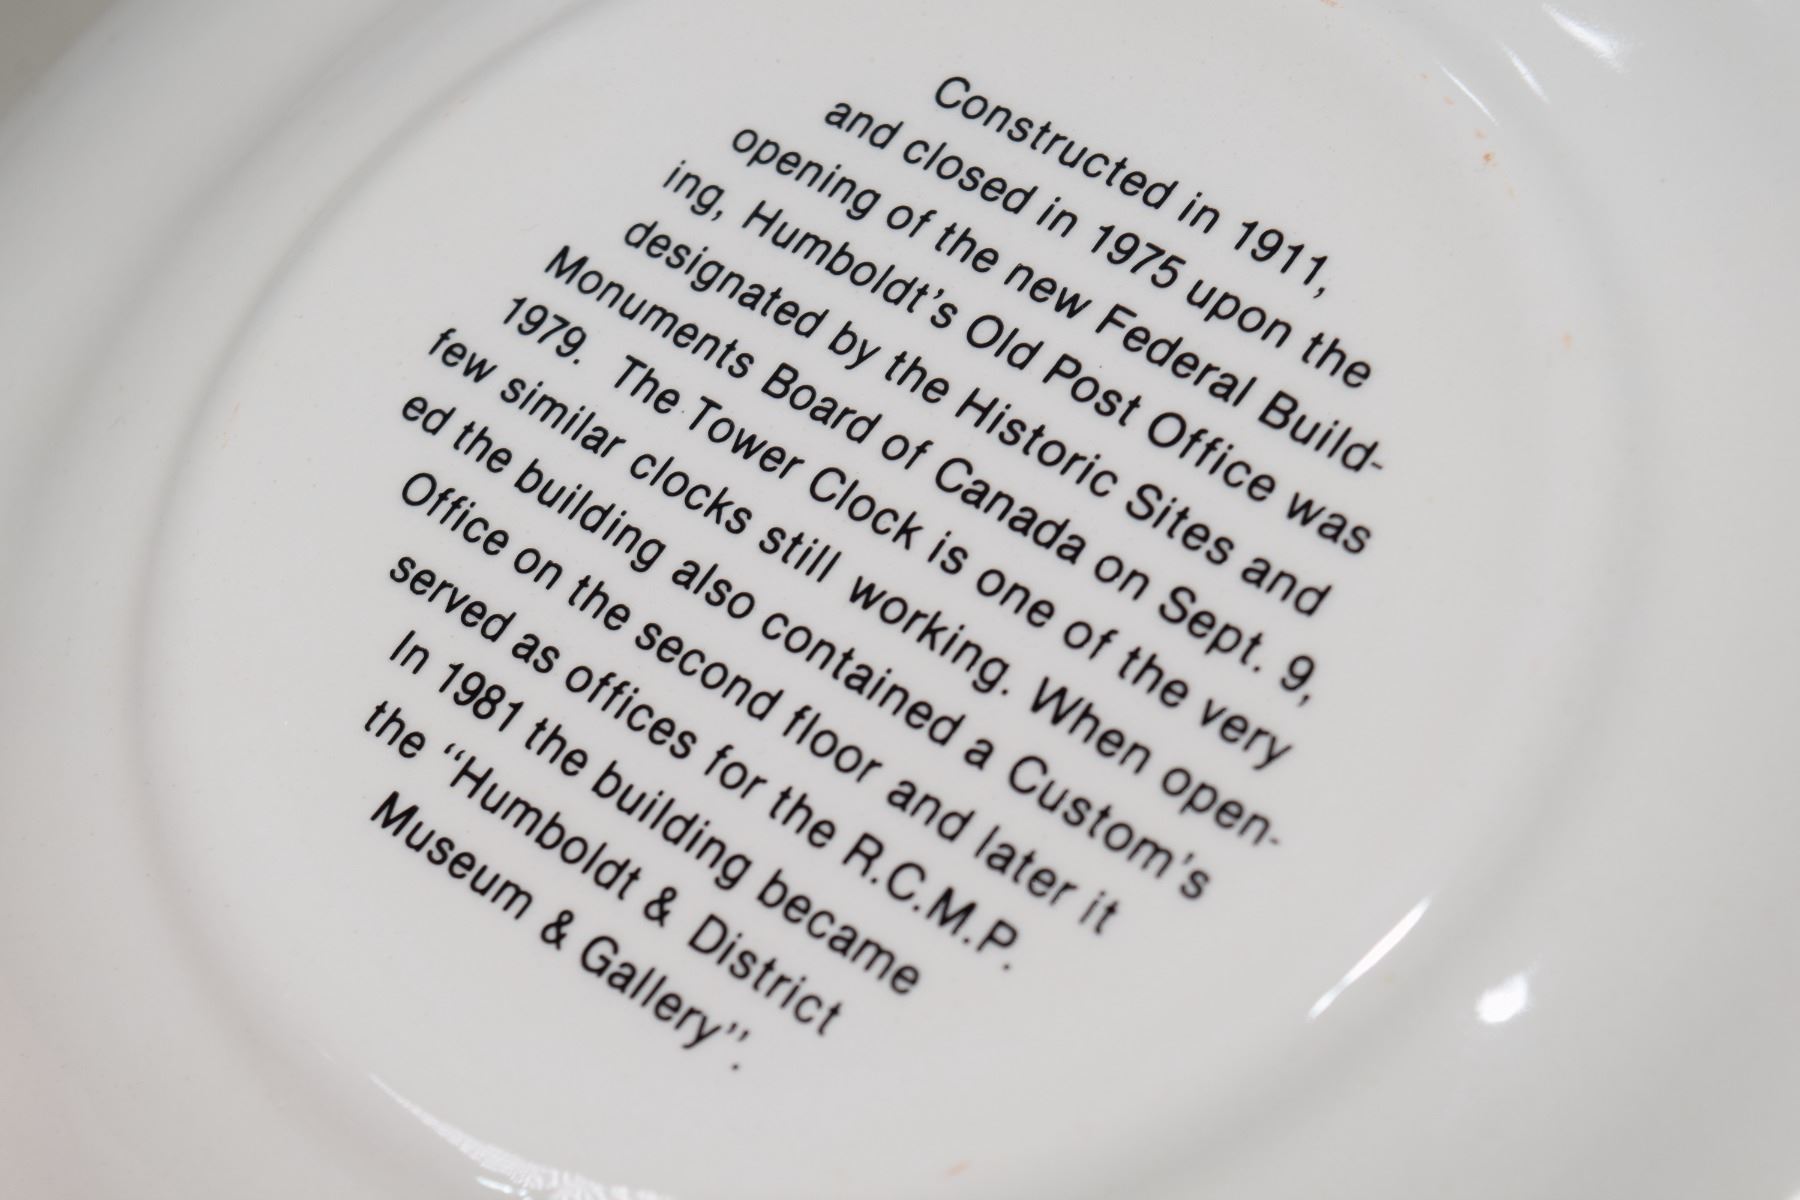 Constructed in 1911,
and closed in 1975 upon the
opening of the new Federal Build-
ing, Humboldt's Old Post Office was
designated by the Historic Sites and
Monuments Board of Canada on Sept. 9,
1979. The Tower Clock is one of the very
few similar clocks still working. When open-
ed the building also contained a Custom's
Office on the second floor and later it
served as offices for the R.C.M.P.
In 1981 the building became
the "Humboldt & District
Museum & Gallery".